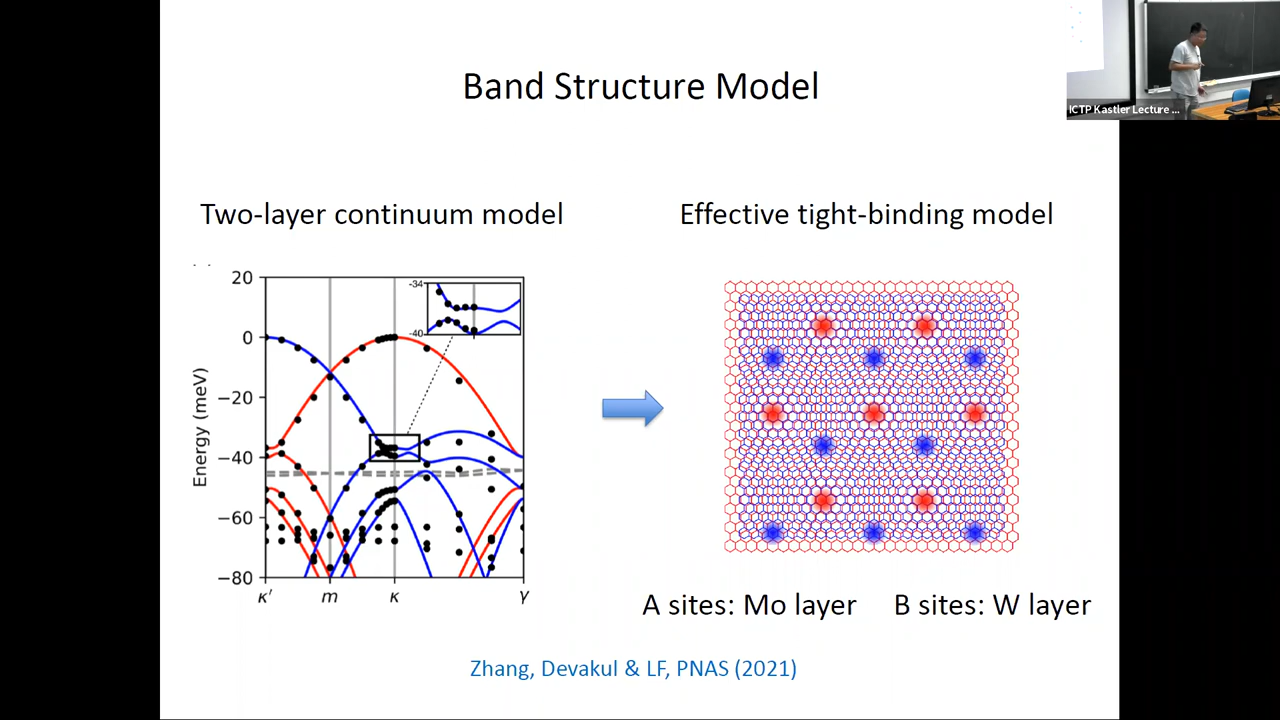 Band Structure Model
ICTP Kastler Lecture ...
Two-layer continuum model
Effective tight-binding model
20
0
−20
−40
−60
−80
Energy (meV)
-34
-40
κ′
m
κ
γ
A sites: Mo layer
B sites: W layer
Zhang, Devakul & LF, PNAS (2021)